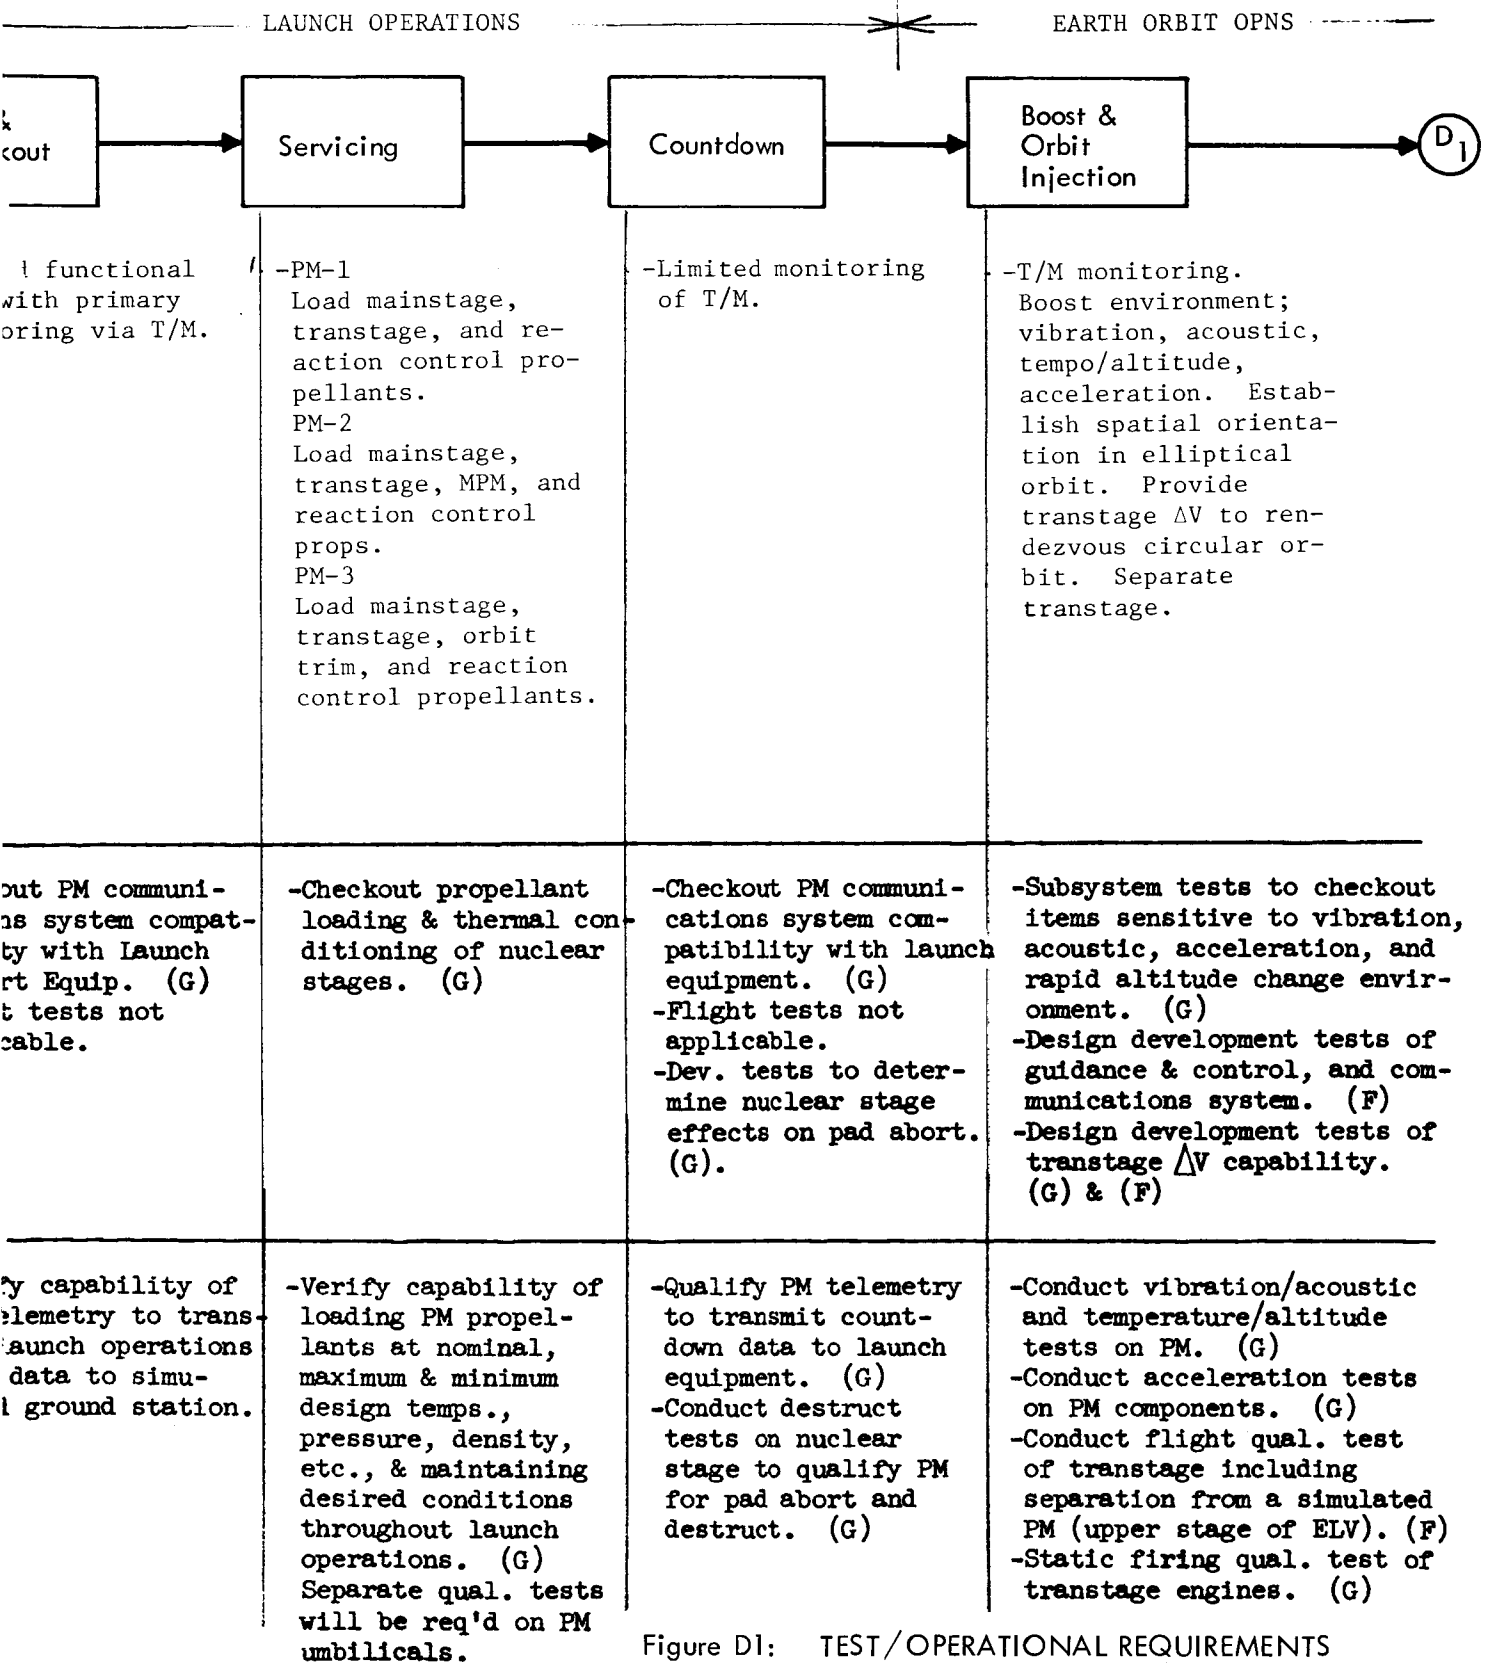 LAUNCH OPERATIONS
EARTH ORBIT OPNS
&
kout
Servicing
Countdown
Boost &
Orbit
Injection
D1
functional
with primary
oring via T/M.
-PM-1
Load mainstage,
transtage, and re-
action control pro-
pellants.
PM-2
Load mainstage,
transtage, MPM, and
reaction control
props.
PM-3
Load mainstage,
transtage, orbit
trim, and reaction
control propellants.
-Limited monitoring
of T/M.
-T/M monitoring.
Boost environment;
vibration, acoustic,
tempo/altitude,
acceleration. Estab-
lish spatial orienta-
tion in elliptical
orbit. Provide
transtage ΔV to ren-
dezvous circular or-
bit. Separate
transtage.
out PM communi-
ns system compat-
ty with Launch
rt Equip. (G)
t tests not
cable.
-Checkout propellant
loading & thermal con-
ditioning of nuclear
stages. (G)
-Checkout PM communi-
cations system com-
patibility with launch
equipment. (G)
-Flight tests not
applicable.
-Dev. tests to deter-
mine nuclear stage
effects on pad abort.
(G).
-Subsystem tests to checkout
items sensitive to vibration,
acoustic, acceleration, and
rapid altitude change envir-
onment. (G)
-Design development tests of
guidance & control, and com-
munications system. (F)
-Design development tests of
transtage ΔV capability.
(G) & (F)
fy capability of
elemetry to trans-
launch operations
data to simu-
l ground station.
-Verify capability of
loading PM propel-
lants at nominal,
maximum & minimum
design temps.,
pressure, density,
etc., & maintaining
desired conditions
throughout launch
operations. (G)
Separate qual. tests
will be req'd on PM
umbilicals.
-Qualify PM telemetry
to transmit count-
down data to launch
equipment. (G)
-Conduct destruct
tests on nuclear
stage to qualify PM
for pad abort and
destruct. (G)
-Conduct vibration/acoustic
and temperature/altitude
tests on PM. (G)
-Conduct acceleration tests
on PM components. (G)
-Conduct flight qual. test
of transtage including
separation from a simulated
PM (upper stage of ELV). (F)
-Static firing qual. test of
transtage engines. (G)
Figure D1: TEST/OPERATIONAL REQUIREMENTS